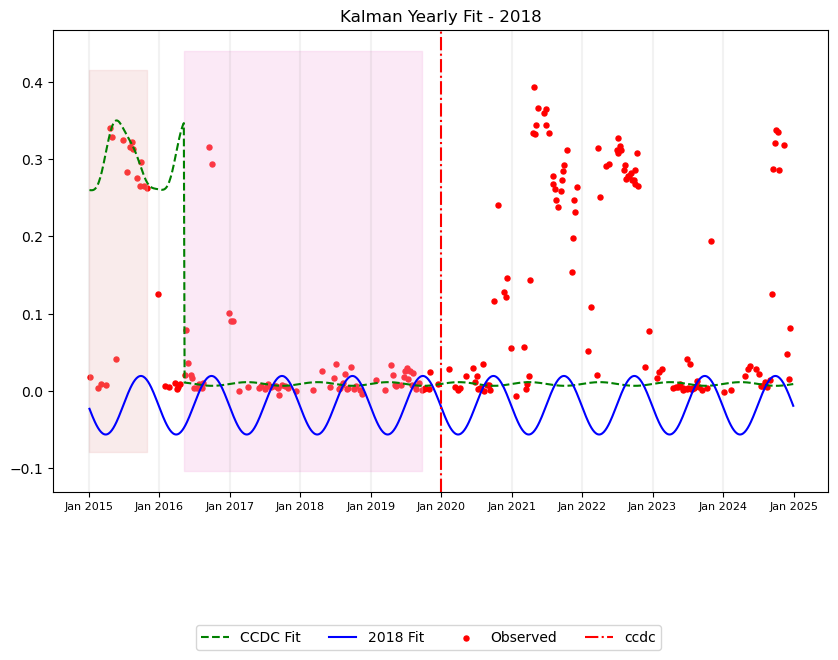 Kalman Yearly Fit - 2018
0.4
0.3
0.2
0.1
0.0
−0.1
Jan 2015 Jan 2016 Jan 2017 Jan 2018 Jan 2019 Jan 2020 Jan 2021 Jan 2022 Jan 2023 Jan 2024 Jan 2025
CCDC Fit 2018 Fit Observed ccdc